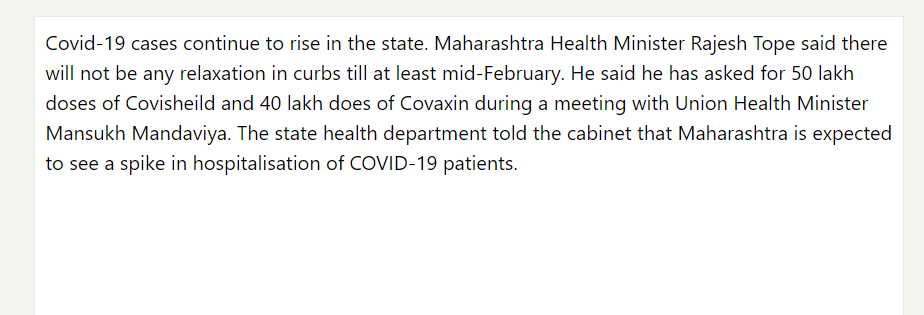 Covid-19 cases continue to rise in the state. Maharashtra Health Minister Rajesh Tope said there
will not be any relaxation in curbs till at least mid-February. He said he has asked for 50 lakh
doses of Covisheild and 40 lakh does of Covaxin during a meeting with Union Health Minister
Mansukh Mandaviya. The state health department told the cabinet that Maharashtra is expected
to see a spike in hospitalisation of COVID-19 patients.